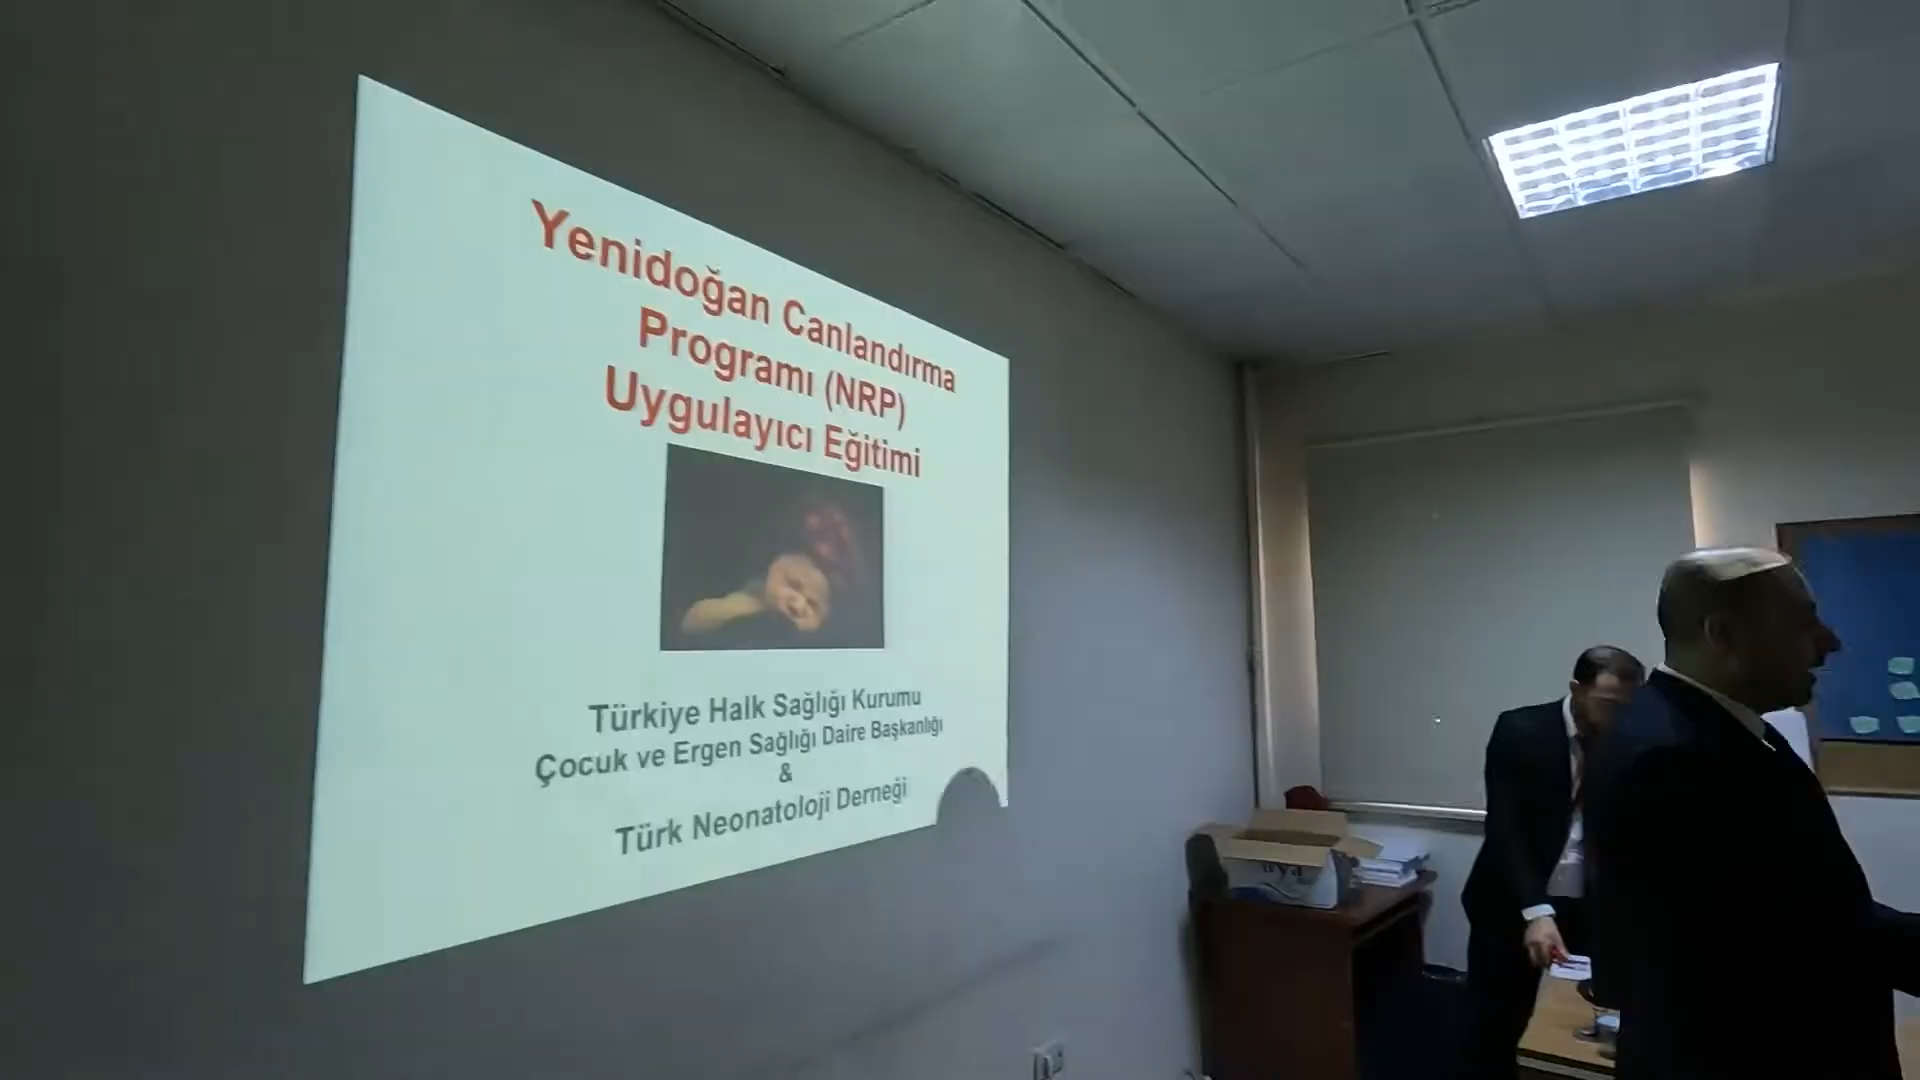 Yenidoğan Canlandırma
Programı (NRP)
Uygulayıcı Eğitimi
Türkiye Halk Sağlığı Kurumu
Çocuk ve Ergen Sağlığı Daire Başkanlığı
&
Türk Neonatoloji Derneği